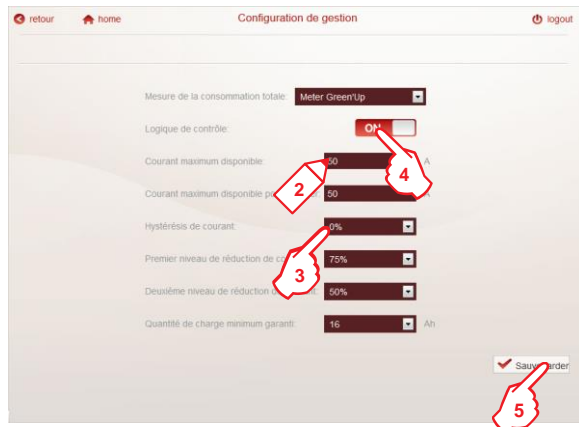 retour home Configuration de gestion logout
Mesure de la consommation totale: Meter Green'Up
Logique de contrôle: ON
4
Courant maximum disponible: 50 A
2
Courant maximum disponible 50
Hystérésis de courant: 0%
3
Premier niveau de réduction de 75%
Deuxième niveau de réduction 50%
Quantité de charge minimum garanti: 16 Ah
Sauvegarder
5